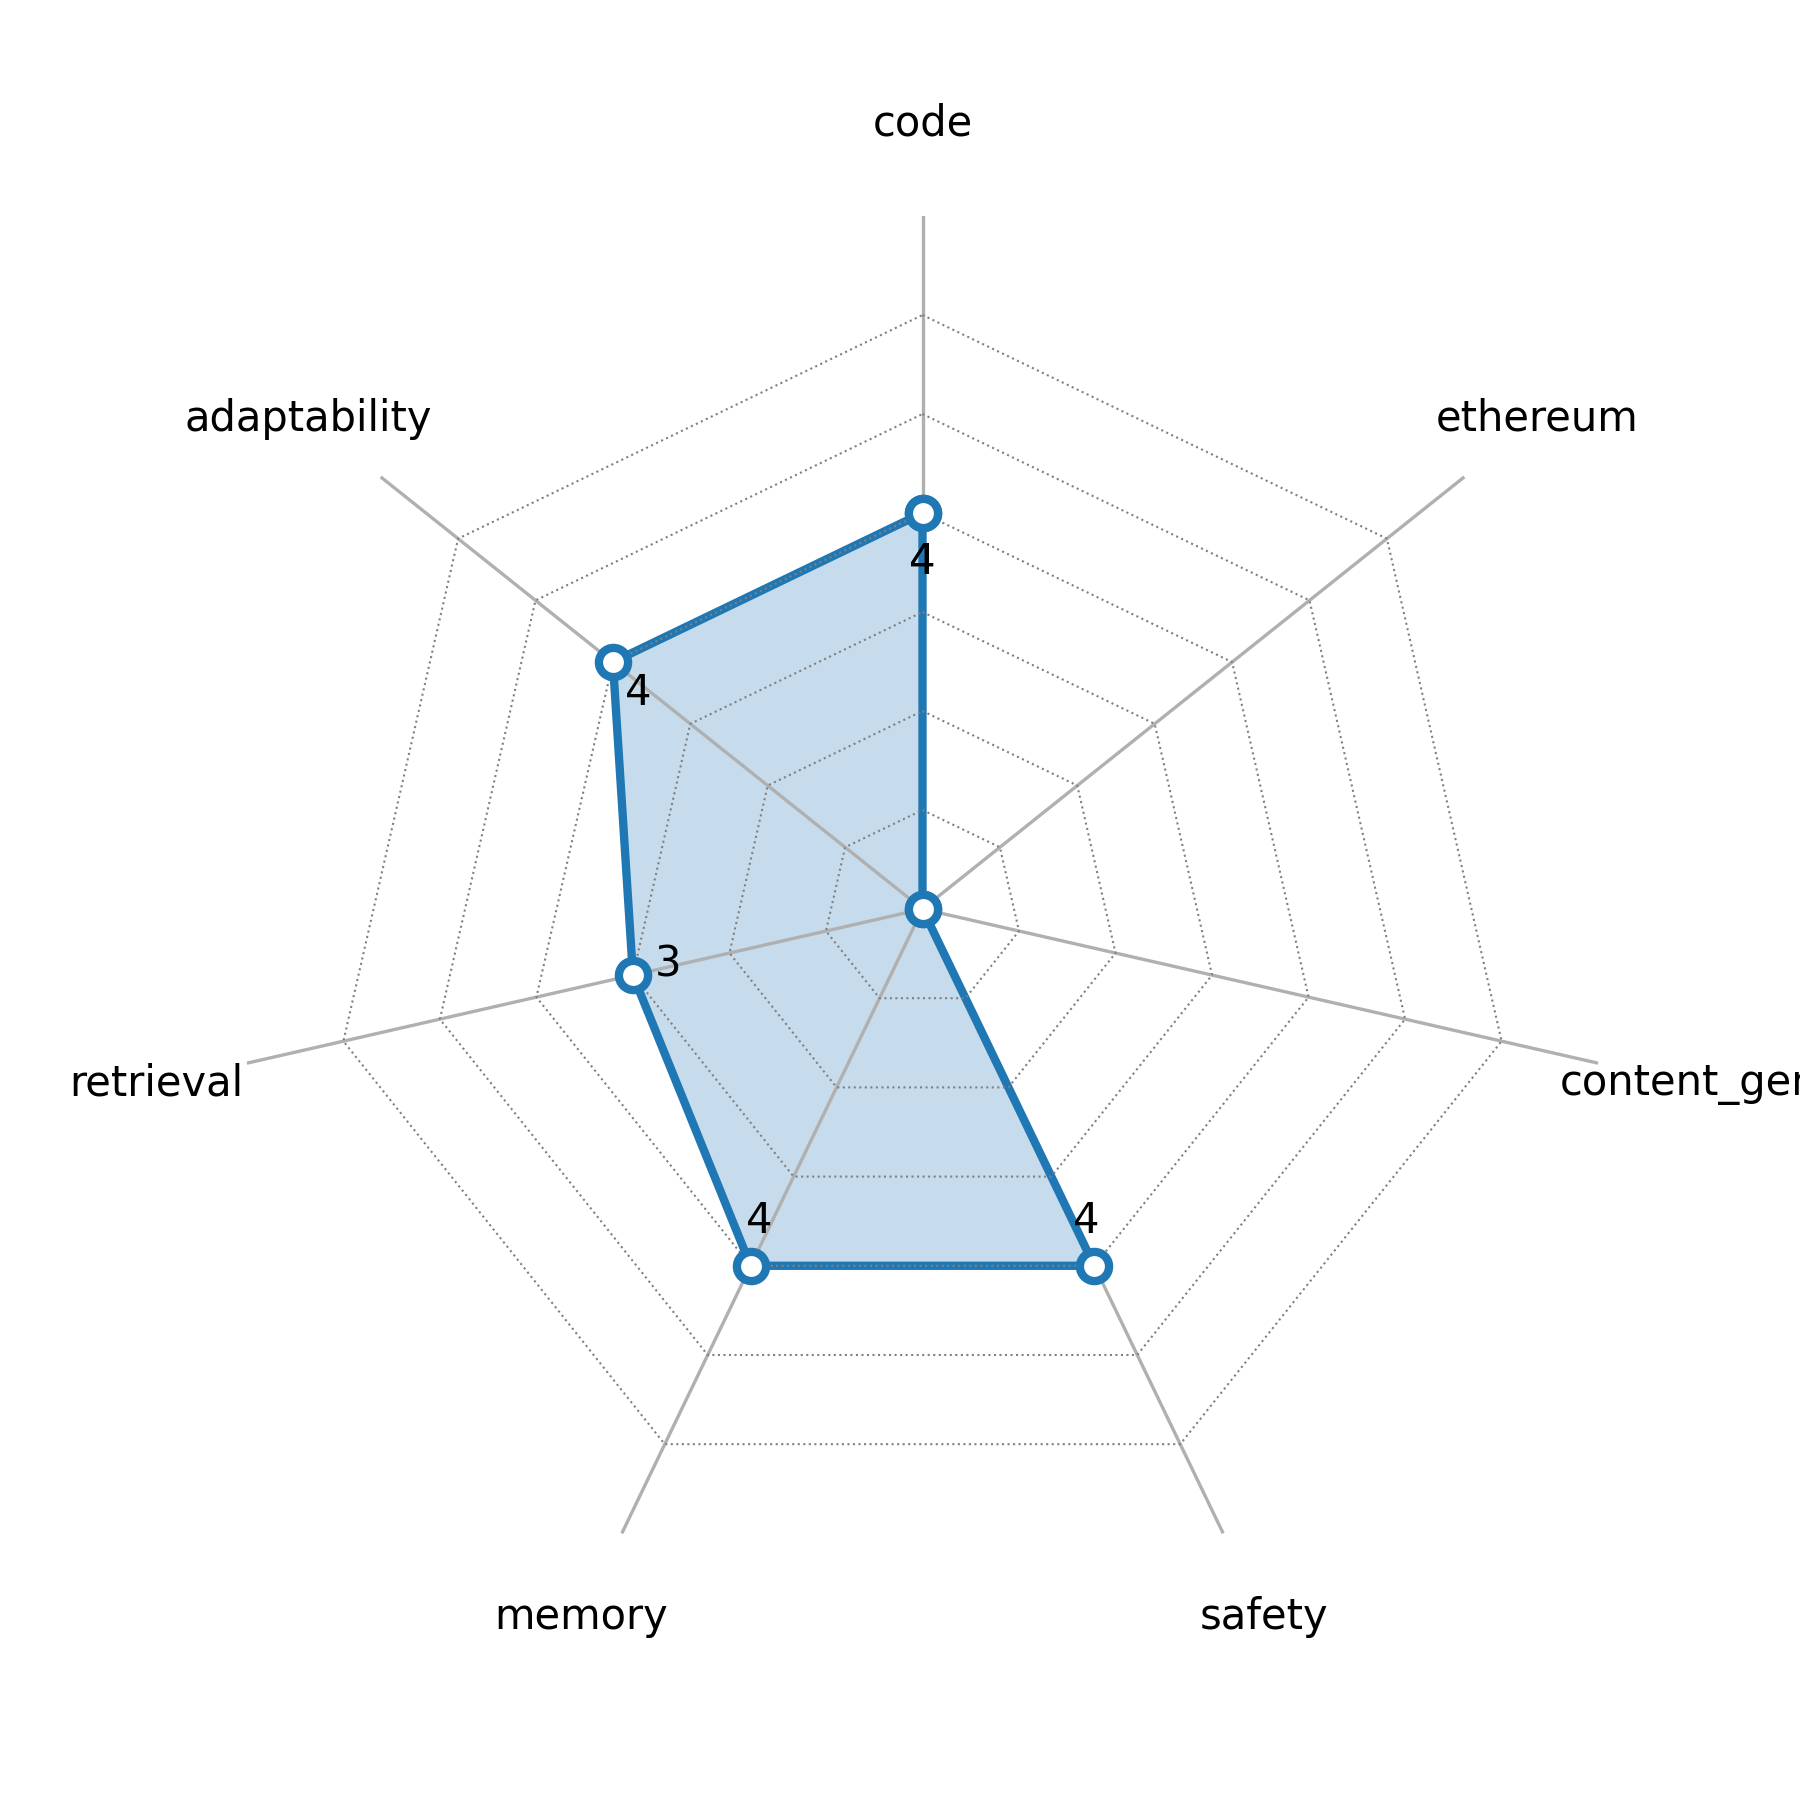 code
adaptability
ethereum
4
4
3
retrieval
content_ger
4
4
memory
safety